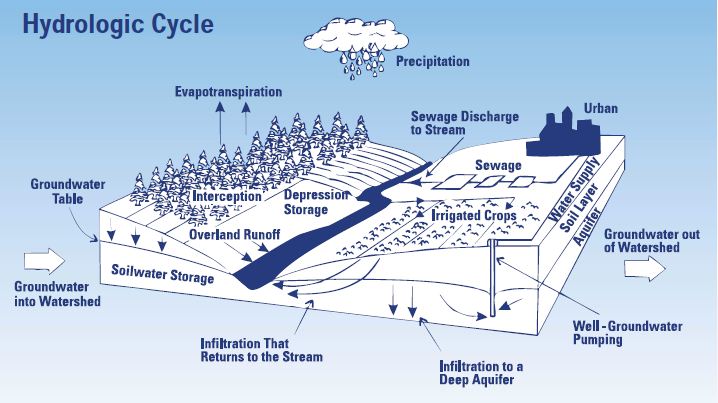 Hydrologic Cycle
Precipitation
Evapotranspiration
Sewage Discharge
to Stream
Urban
Sewage
Groundwater
Table
Interception
Depression
Storage
Irrigated Crops
Water Supply
Soil Layer
Aquifer
Overland Runoff
Groundwater out
of Watershed
Soilwater Storage
Groundwater
into Watershed
Infiltration That
Returns to the Stream
Well - Groundwater
Pumping
Infiltration to a
Deep Aquifer